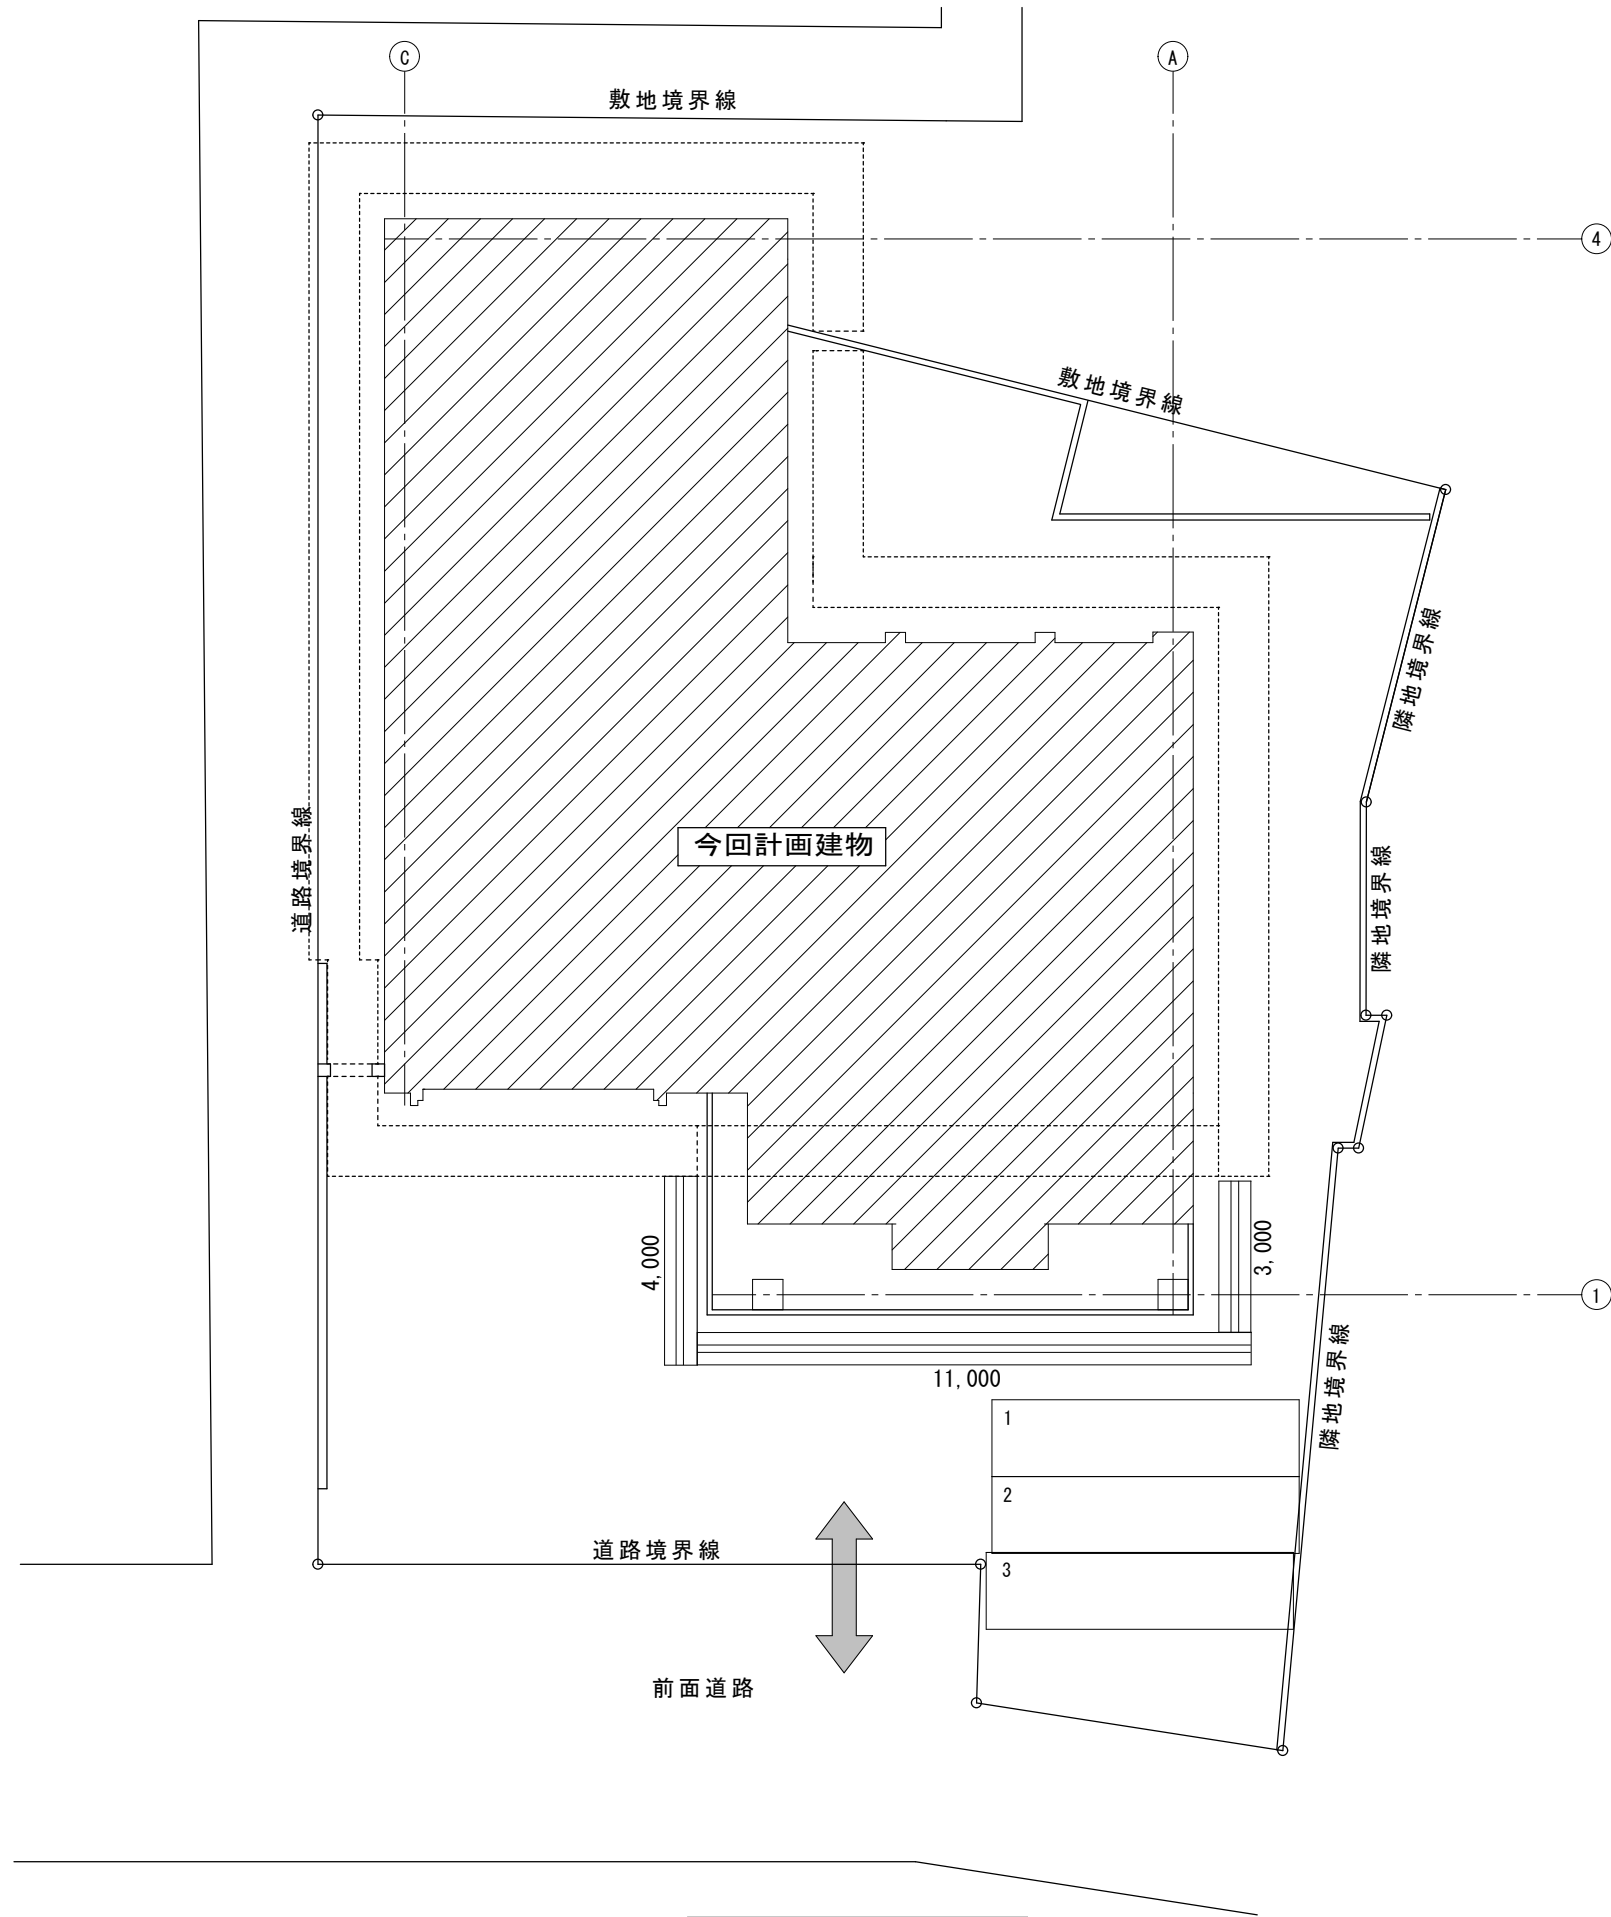 C
A
敷地境界線
4
敷地境界線
隣地境界線
道路境界線
今回計画建物
隣地境界線
4,000
3,000
1
11,000
隣地境界線
1
2
3
道路境界線
前面道路